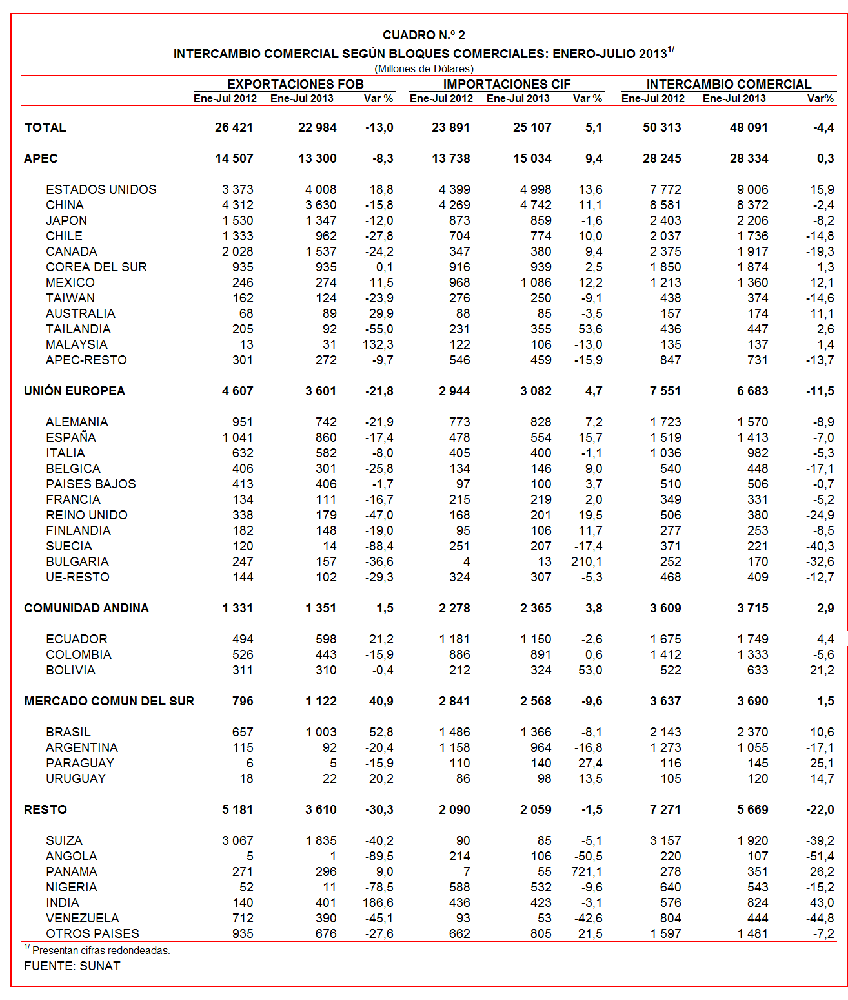 CUADRO N.º 2
INTERCAMBIO COMERCIAL SEGÚN BLOQUES COMERCIALES: ENERO-JULIO 2013 1/
(Millones de Dólares)
EXPORTACIONES FOB IMPORTACIONES CIF INTERCAMBIO COMERCIAL
Ene-Jul 2012 Ene-Jul 2013 Var % Ene-Jul 2012 Ene-Jul 2013 Var % Ene-Jul 2012 Ene-Jul 2013 Var%
TOTAL 26 421 22 984 -13,0 23 891 25 107 5,1 50 313 48 091 -4,4
APEC 14 507 13 300 -8,3 13 738 15 034 9,4 28 245 28 334 0,3
ESTADOS UNIDOS 3 373 4 008 18,8 4 399 4 998 13,6 7 772 9 006 15,9
CHINA 4 312 3 630 -15,8 4 269 4 742 11,1 8 581 8 372 -2,4
JAPON 1 530 1 347 -12,0 873 859 -1,6 2 403 2 206 -8,2
CHILE 1 333 962 -27,8 704 774 10,0 2 037 1 736 -14,8
CANADA 2 028 1 537 -24,2 347 380 9,4 2 375 1 917 -19,3
COREA DEL SUR 935 935 0,1 916 939 2,5 1 850 1 874 1,3
MEXICO 246 274 11,5 968 1 086 12,2 1 213 1 360 12,1
TAIWAN 162 124 -23,9 276 250 -9,1 438 374 -14,6
AUSTRALIA 68 89 29,9 88 85 -3,5 157 174 11,1
TAILANDIA 205 92 -55,0 231 355 53,6 436 447 2,6
MALAYSIA 13 31 132,3 122 106 -13,0 135 137 1,4
APEC-RESTO 301 272 -9,7 546 459 -15,9 847 731 -13,7
UNIÓN EUROPEA 4 607 3 601 -21,8 2 944 3 082 4,7 7 551 6 683 -11,5
ALEMANIA 951 742 -21,9 773 828 7,2 1 723 1 570 -8,9
ESPAÑA 1 041 860 -17,4 478 554 15,7 1 519 1 413 -7,0
ITALIA 632 582 -8,0 405 400 -1,1 1 036 982 -5,3
BELGICA 406 301 -25,8 134 146 9,0 540 448 -17,1
PAISES BAJOS 413 406 -1,7 97 100 3,7 510 506 -0,7
FRANCIA 134 111 -16,7 215 219 2,0 349 331 -5,2
REINO UNIDO 338 179 -47,0 168 201 19,5 506 380 -24,9
FINLANDIA 182 148 -19,0 95 106 11,7 277 253 -8,5
SUECIA 120 14 -88,4 251 207 -17,4 371 221 -40,3
BULGARIA 247 157 -36,6 4 13 210,1 252 170 -32,6
UE-RESTO 144 102 -29,3 324 307 -5,3 468 409 -12,7
COMUNIDAD ANDINA 1 331 1 351 1,5 2 278 2 365 3,8 3 609 3 715 2,9
ECUADOR 494 598 21,2 1 181 1 150 -2,6 1 675 1 749 4,4
COLOMBIA 526 443 -15,9 886 891 0,6 1 412 1 333 -5,6
BOLIVIA 311 310 -0,4 212 324 53,0 522 633 21,2
MERCADO COMUN DEL SUR 796 1 122 40,9 2 841 2 568 -9,6 3 637 3 690 1,5
BRASIL 657 1 003 52,8 1 486 1 366 -8,1 2 143 2 370 10,6
ARGENTINA 115 92 -20,4 1 158 964 -16,8 1 273 1 055 -17,1
PARAGUAY 6 5 -15,9 110 140 27,4 116 145 25,1
URUGUAY 18 22 20,2 86 98 13,5 105 120 14,7
RESTO 5 181 3 610 -30,3 2 090 2 059 -1,5 7 271 5 669 -22,0
SUIZA 3 067 1 835 -40,2 90 85 -5,1 3 157 1 920 -39,2
ANGOLA 5 1 -89,5 214 106 -50,5 220 107 -51,4
PANAMA 271 296 9,0 7 55 721,1 278 351 26,2
NIGERIA 52 11 -78,5 588 532 -9,6 640 543 -15,2
INDIA 140 401 186,6 436 423 -3,1 576 824 43,0
VENEZUELA 712 390 -45,1 93 53 -42,6 804 444 -44,8
OTROS PAISES 935 676 -27,6 662 805 21,5 1 597 1 481 -7,2
1/ Presentan cifras redondeadas.
FUENTE: SUNAT